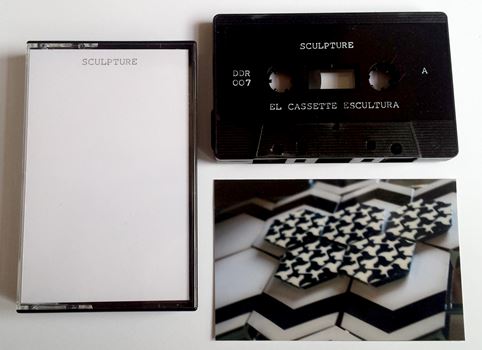 SCULPTURE
SCULPTURE
DDR
007
A
EL CASSETTE ESCULTURA